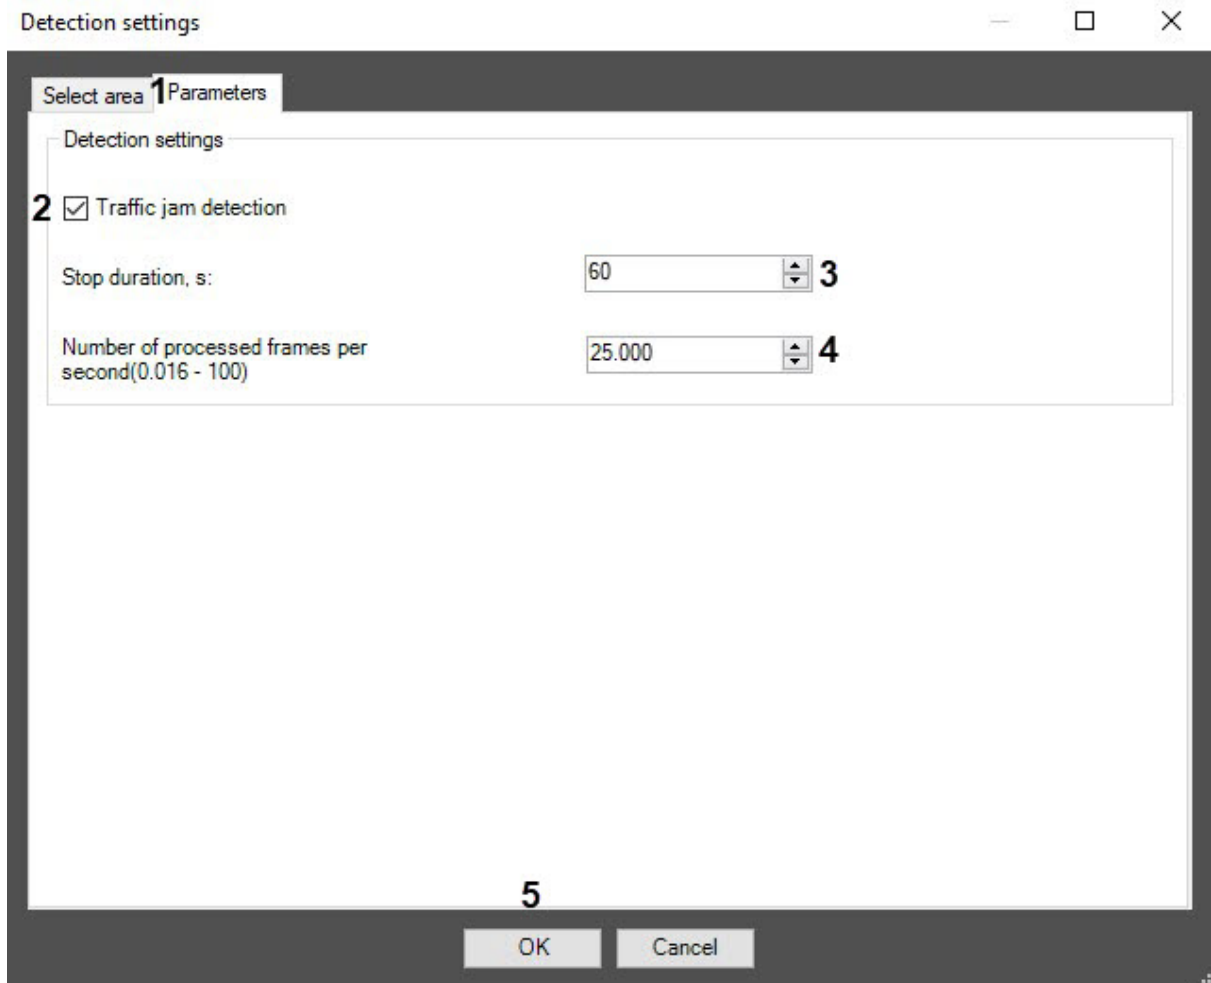 Detection settings
Select area 1 Parameters
Detection settings
2 Traffic jam detection
Stop duration, s: 60 3
Number of processed frames per
second(0.016 - 100) 25.000 4
5
OK Cancel